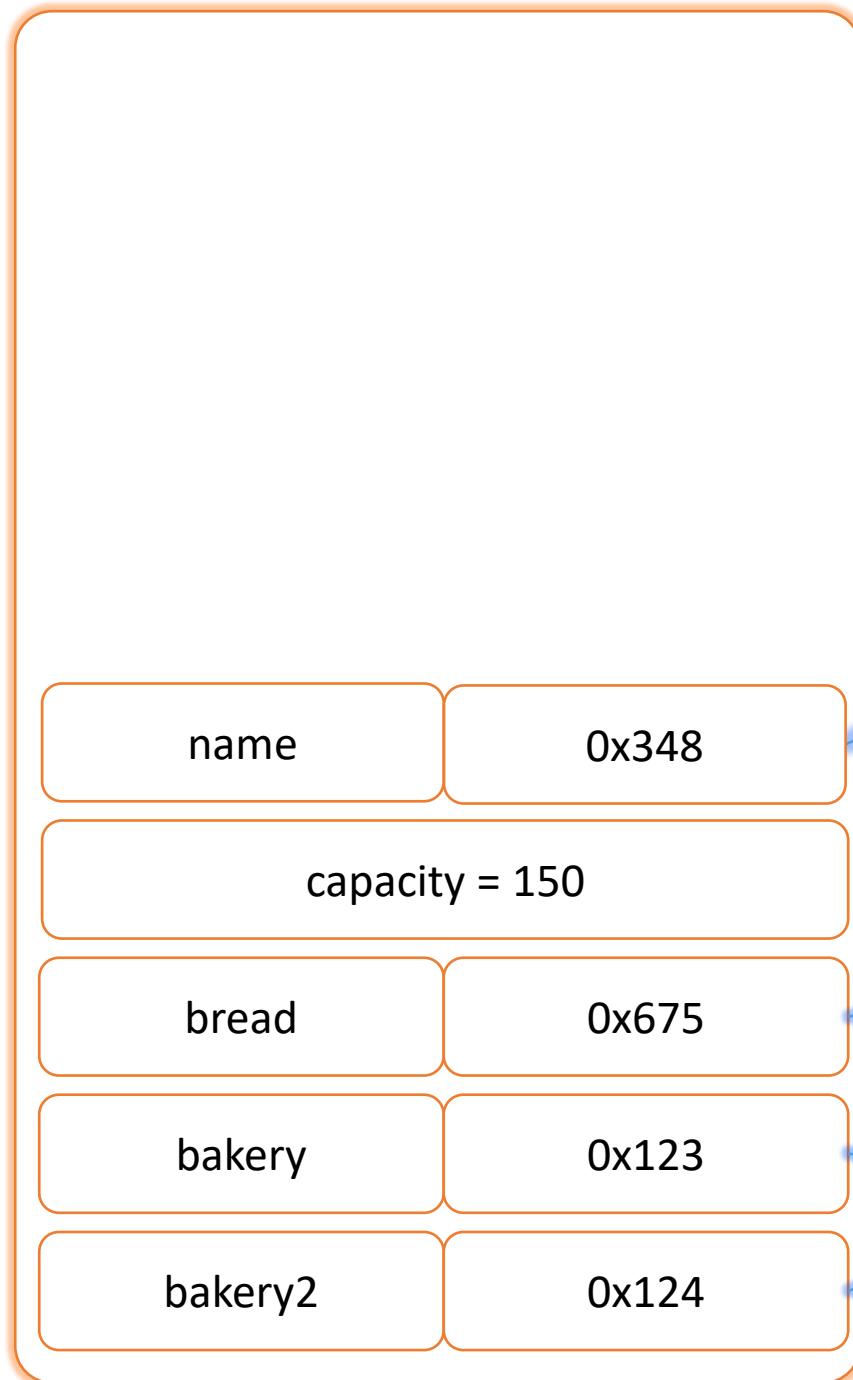 name 0x348
capacity = 150
bread 0x675
bakery 0x123
bakery2 0x124